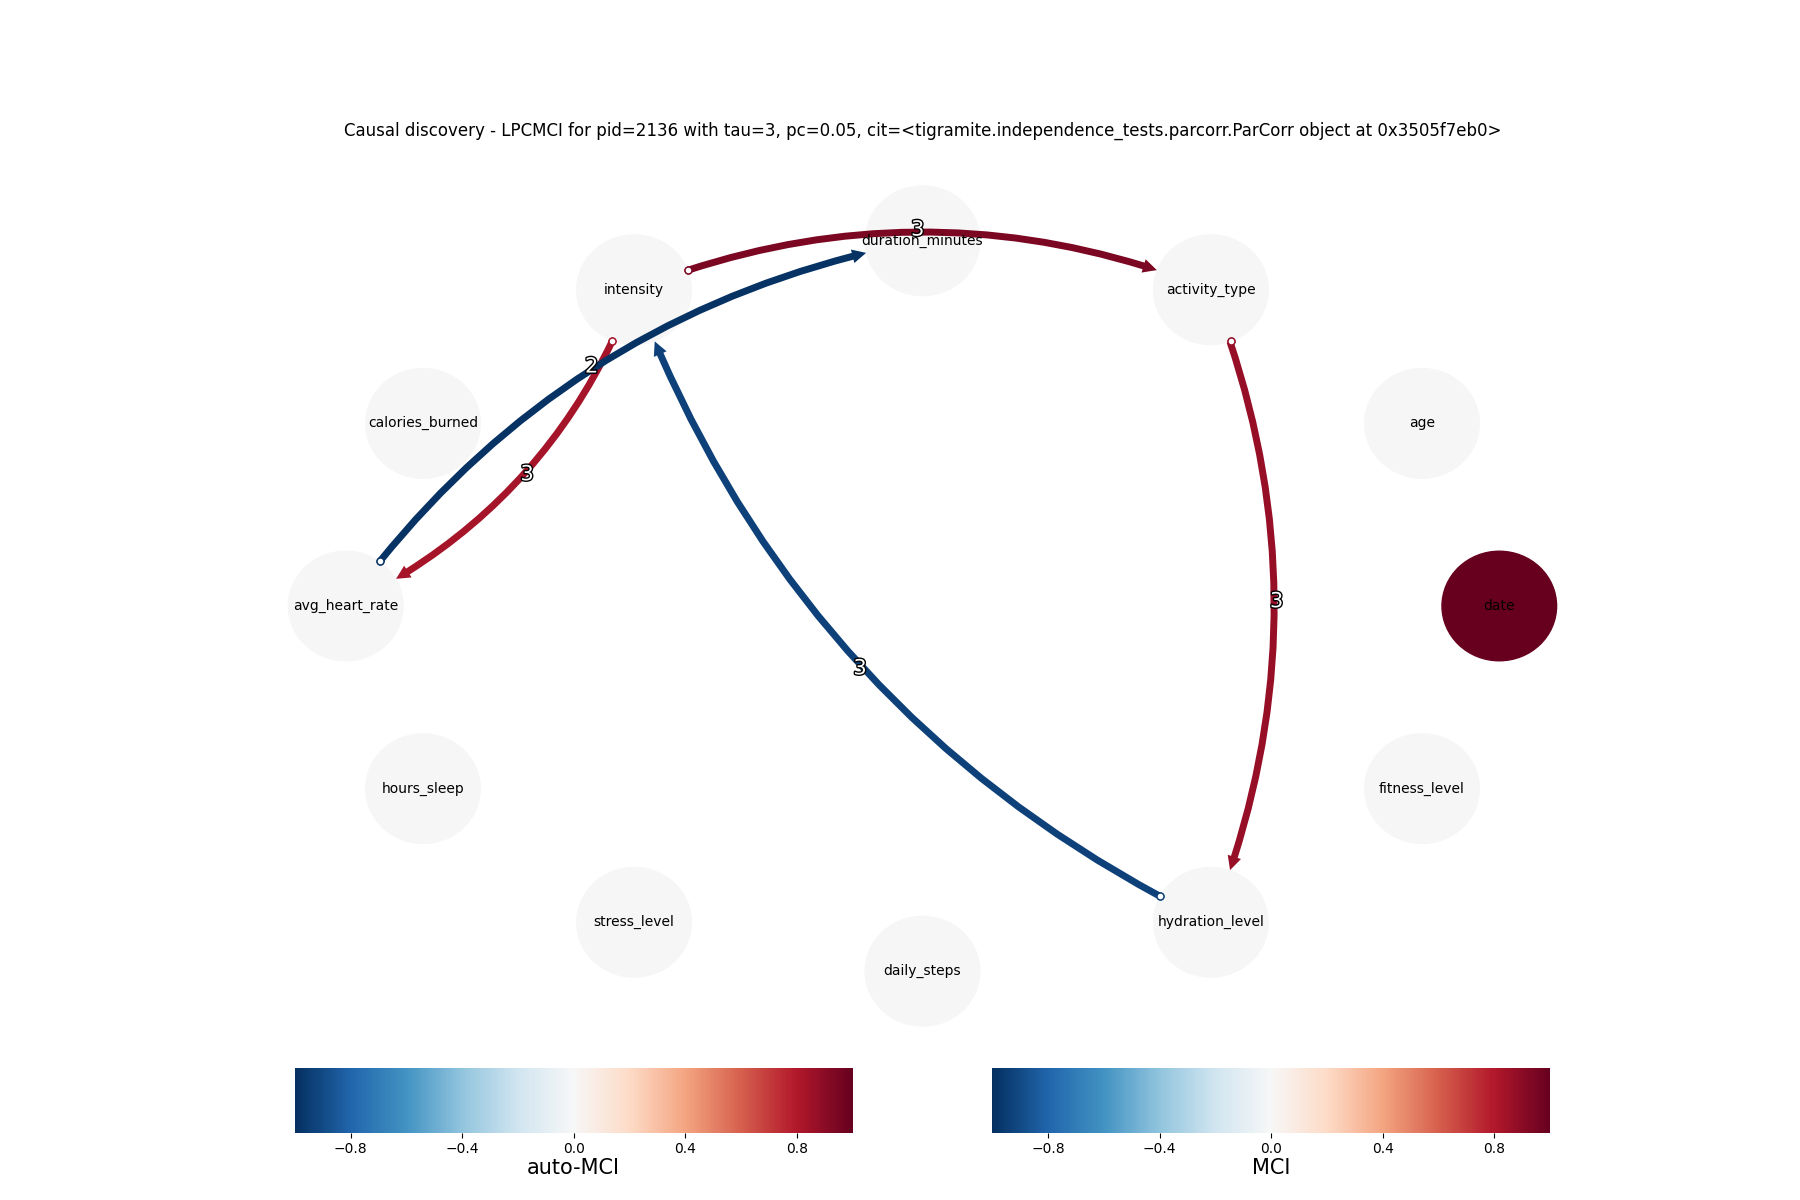 Causal discovery - LPCMCI for pid=2136 with tau=3, pc=0.05, cit=<tigramite.independence_tests.parcorr.ParCorr object at 0x3505f7eb0>
3
duration_minutes
intensity
activity_type
2
calories_burned
age
3
avg_heart_rate
3
date
3
hours_sleep
fitness_level
stress_level
hydration_level
daily_steps
−0.8 −0.4 0.0 0.4 0.8
auto-MCI
−0.8 −0.4 0.0 0.4 0.8
MCI